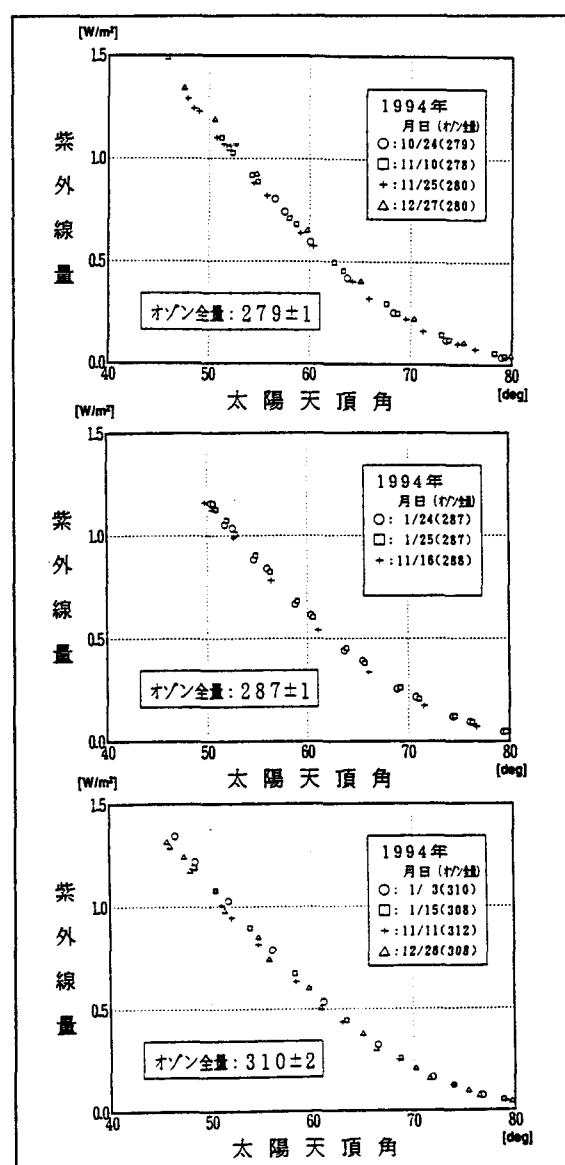 [W/m²]
1.5
1.0
0.5
0.0
紫外線量
1994年
月日(オゾン全量)
○:10/24(279)
□:11/10(278)
+:11/25(280)
△:12/27(280)
オゾン全量:279±1
40 50 60 70 80
太陽天頂角
[deg]
[W/m²]
1.5
1.0
0.5
0.0
紫外線量
1994年
月日(オゾン全量)
○: 1/24(287)
□: 1/25(287)
+:11/16(288)
オゾン全量:287±1
40 50 60 70 80
太陽天頂角
[deg]
[W/m²]
1.5
1.0
0.5
0.0
紫外線量
1994年
月日(オゾン全量)
○: 1/ 3(310)
□: 1/15(308)
+:11/11(312)
△:12/28(308)
オゾン全量:310±2
40 50 60 70 80
太陽天頂角
[deg]